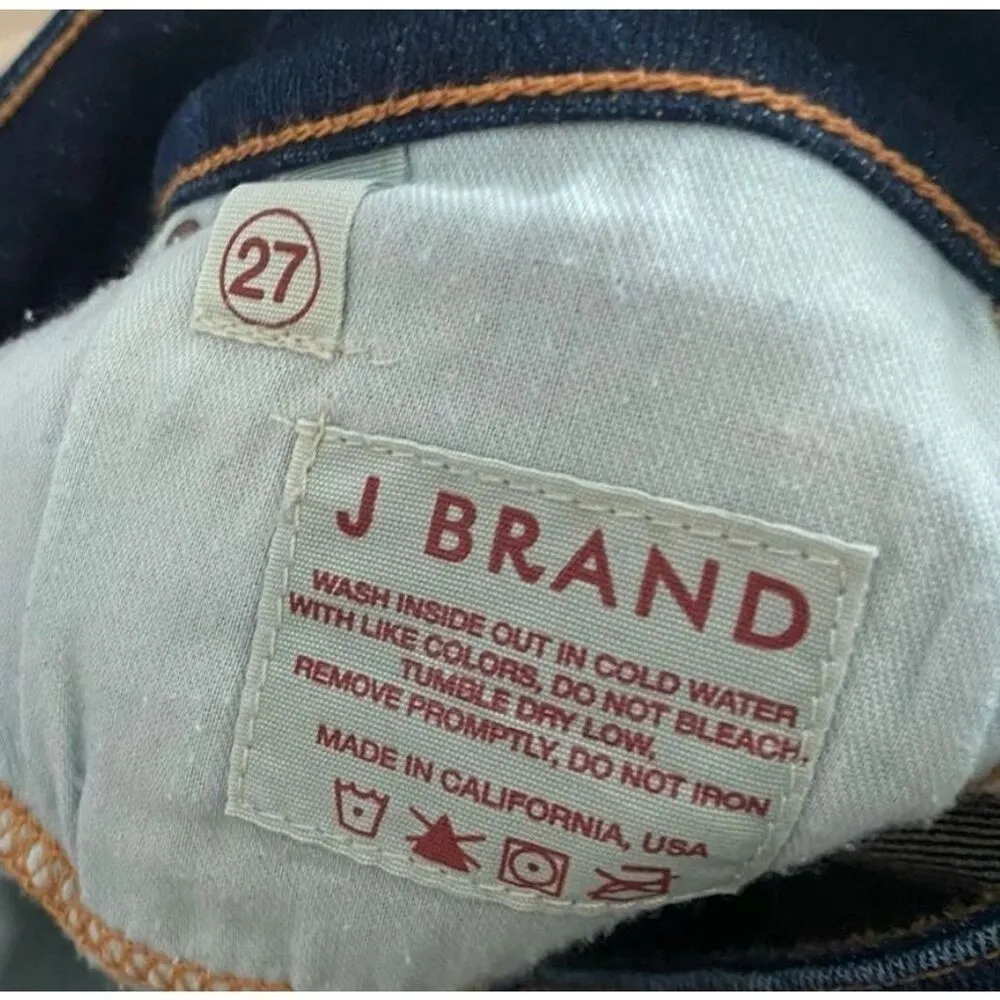 27
J BRAND
WASH INSIDE OUT IN COLD WATER
WITH LIKE COLORS, DO NOT BLEACH.
TUMBLE DRY LOW,
REMOVE PROMPTLY, DO NOT IRON
MADE IN CALIFORNIA, USA